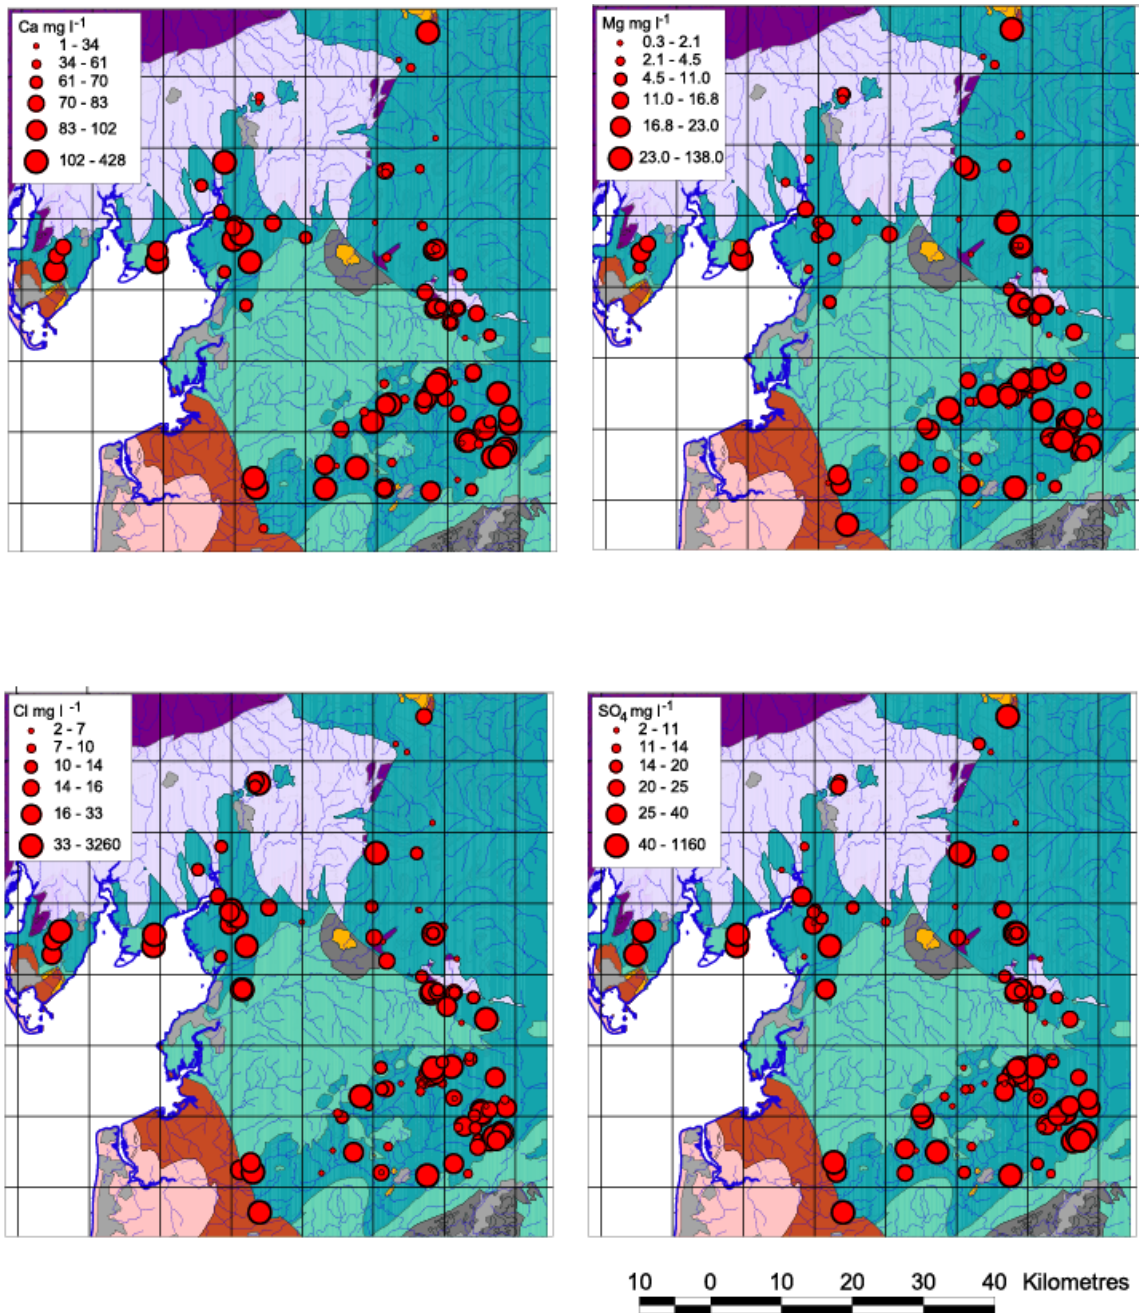 Ca mg l⁻¹
1 - 34
34 - 61
61 - 70
70 - 83
83 - 102
102 - 428
Mg mg l⁻¹
0.3 - 2.1
2.1 - 4.5
4.5 - 11.0
11.0 - 16.8
16.8 - 23.0
23.0 - 138.0
Cl mg l⁻¹
2 - 7
7 - 10
10 - 14
14 - 16
16 - 33
33 - 3260
SO₄ mg l⁻¹
2 - 11
11 - 14
14 - 20
20 - 25
25 - 40
40 - 1160
10 0 10 20 30 40 Kilometres